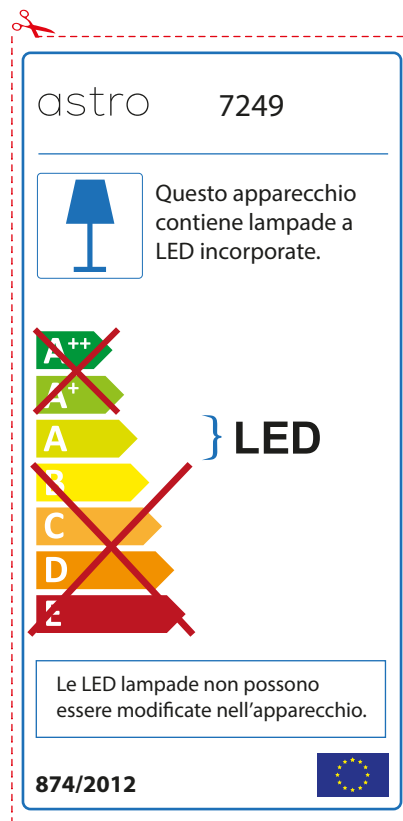 astro 7249
Questo apparecchio
contiene lampade a
LED incorporate.
A++
A+
A
LED
B
C
D
E
Le LED lampade non possono
essere modificate nell'apparecchio.
874/2012